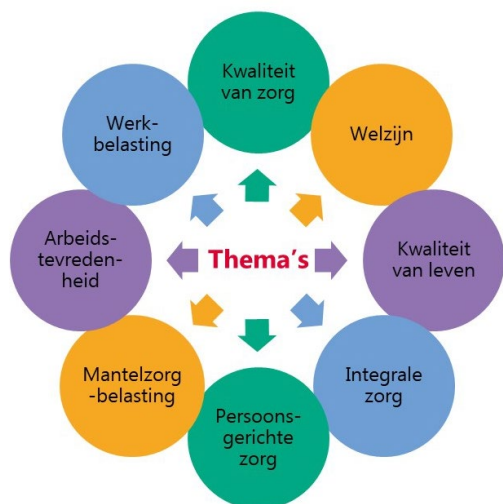 Kwaliteit
van zorg
Welzijn
Kwaliteit
van leven
Integrale
zorg
Persoons-
gerichte
zorg
Mantelzorg
-belasting
Arbeids-
tevreden-
heid
Werk-
belasting
Thema's